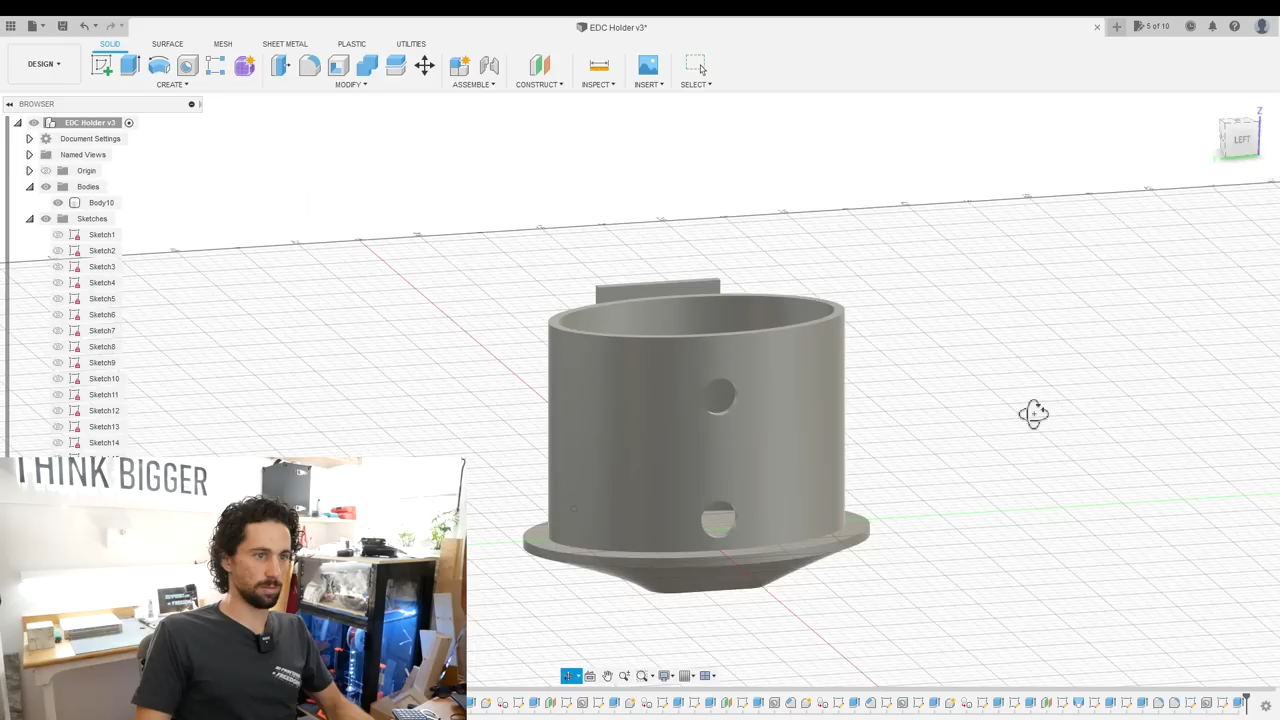 EDC Holder v3*
5 of 10
DESIGN
SOLID
SURFACE
MESH
SHEET METAL
PLASTIC
UTILITIES
CREATE
MODIFY
ASSEMBLE
CONSTRUCT
INSPECT
INSERT
SELECT
BROWSER
EDC Holder v3
Document Settings
Named Views
Origin
Bodies
Body10
Sketches
Sketch1
Sketch2
Sketch3
Sketch4
Sketch5
Sketch6
Sketch7
Sketch8
Sketch9
Sketch10
Sketch11
Sketch12
Sketch13
Sketch14
Z
LEFT
THINK BIGGER